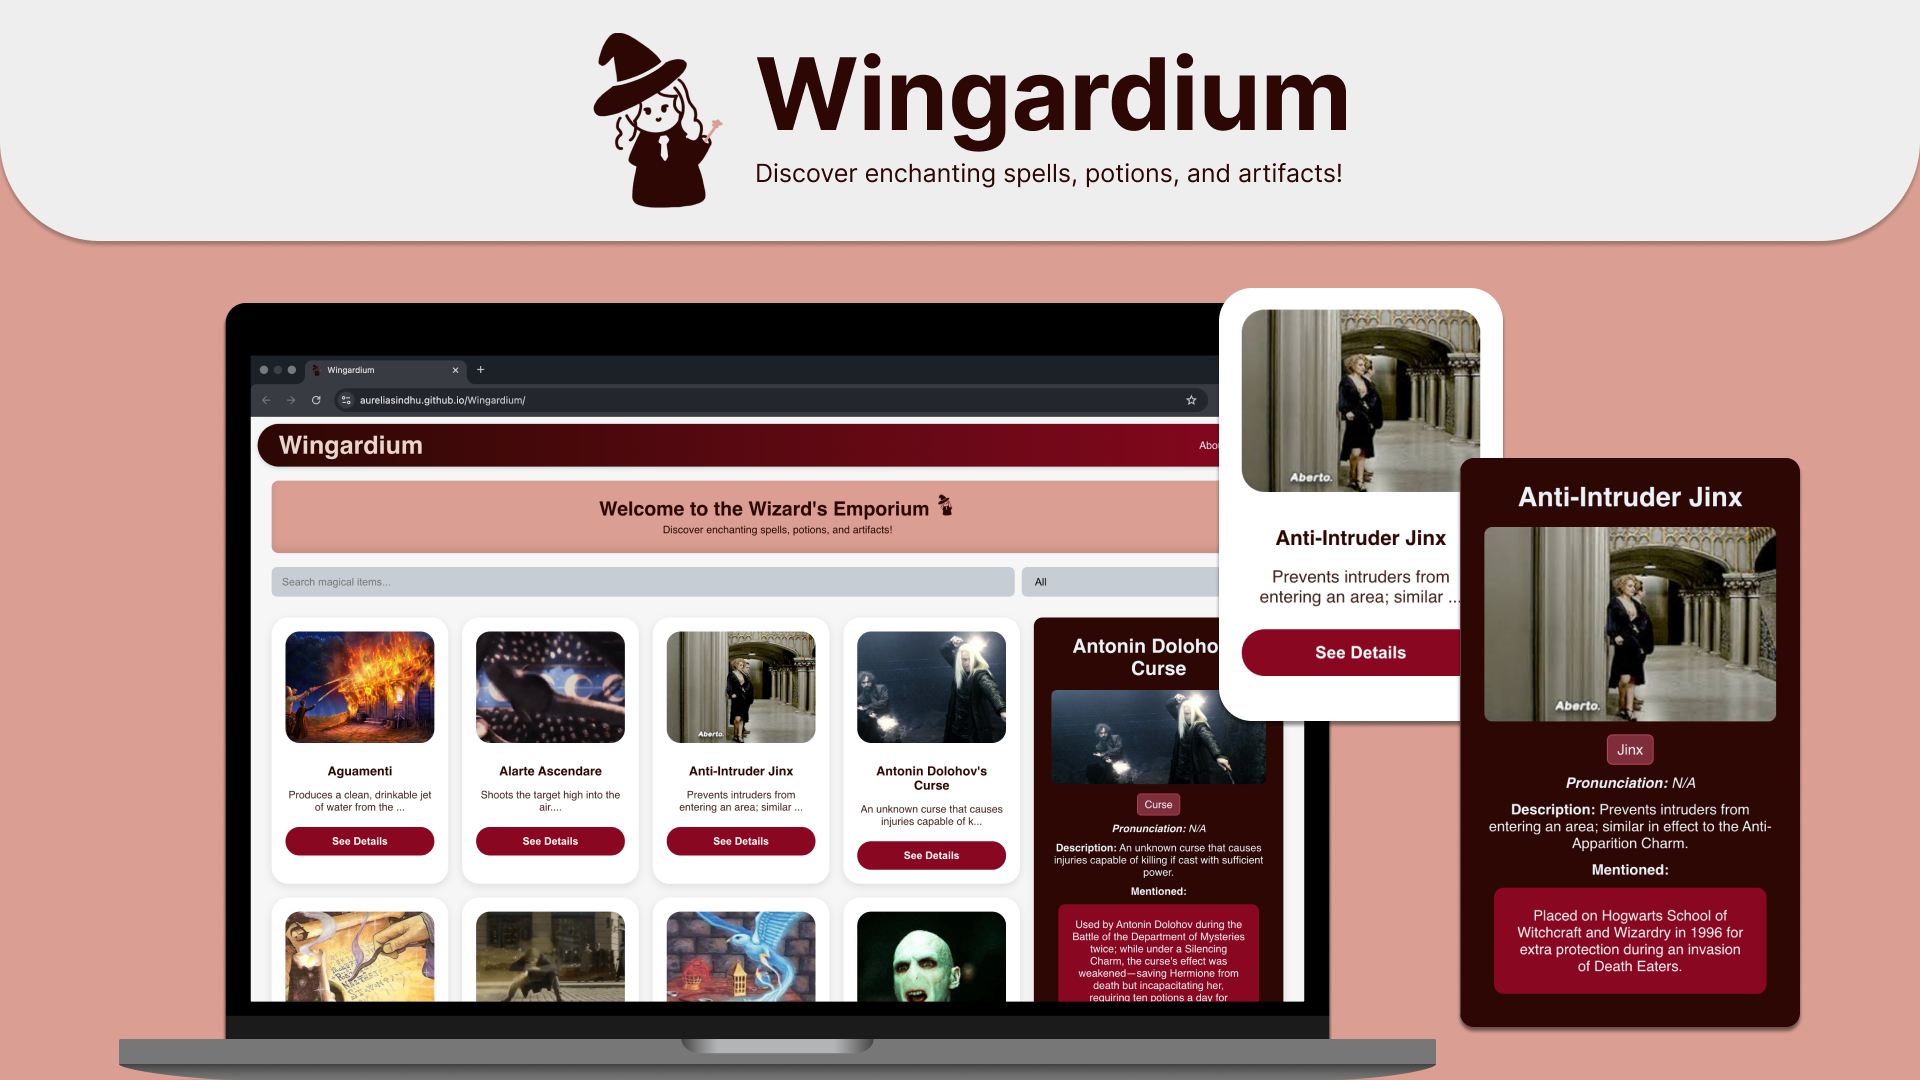 Wingardium
Discover enchanting spells, potions, and artifacts!
Wingardium
aureliasindhu.github.io/Wingardium/
Wingardium
Welcome to the Wizard's Emporium
Discover enchanting spells, potions, and artifacts!
Search magical items...
All
Aguamenti
Produces a clean, drinkable jet
of water from the ...
See Details
Alarte Ascendare
Shoots the target high into the
air....
See Details
Aberto.
Anti-Intruder Jinx
Prevents intruders from
entering an area; similar ...
See Details
Antonin Dolohov's
Curse
An unknown curse that causes
injuries capable of k...
See Details
Antonin Doloho
Curse
Curse
Pronunciation: N/A
Description: An unknown curse that causes
injuries capable of killing if cast with sufficient
power.
Mentioned:
Used by Antonin Dolohov during the
Battle of the Department of Mysteries
twice; while under a Silencing
Charm, the curse's effect was
weakened—saving Hermione from
death but incapacitating her,
requiring ten potions a day for
Aberto.
Anti-Intruder Jinx
Prevents intruders from
entering an area; similar ...
See Details
Anti-Intruder Jinx
Aberto.
Jinx
Pronunciation: N/A
Description: Prevents intruders from
entering an area; similar in effect to the Anti-
Apparition Charm.
Mentioned:
Placed on Hogwarts School of
Witchcraft and Wizardry in 1996 for
extra protection during an invasion
of Death Eaters.